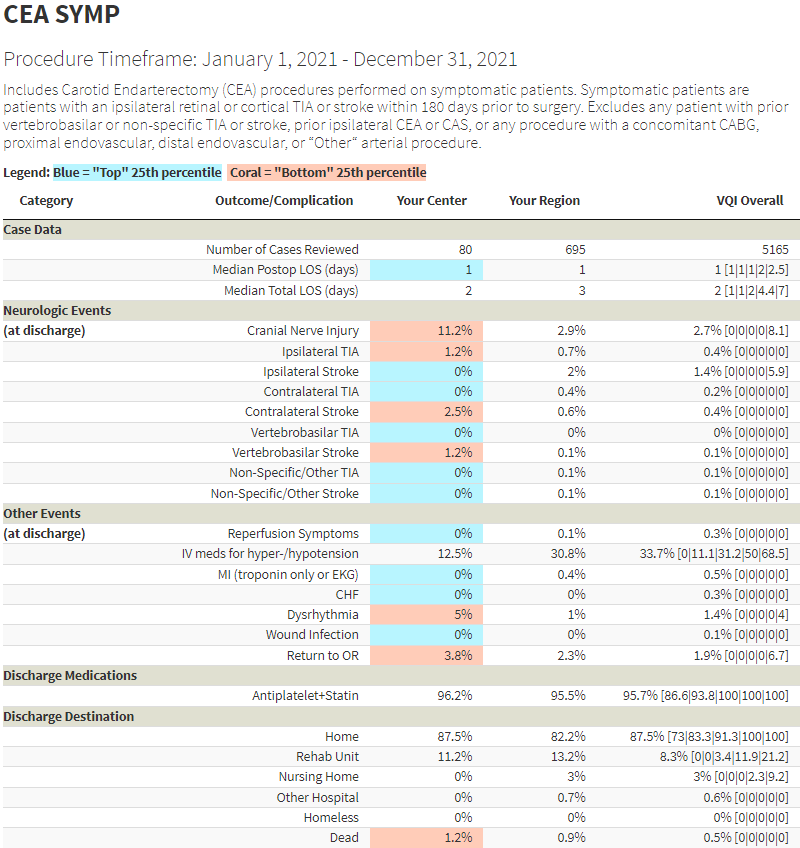 CEA SYMP
Procedure Timeframe: January 1, 2021 - December 31, 2021
Includes Carotid Endarterectomy (CEA) procedures performed on symptomatic patients. Symptomatic patients are
patients with an ipsilateral retinal or cortical TIA or stroke within 180 days prior to surgery. Excludes any patient with prior
vertebrobasilar or non-specific TIA or stroke, prior ipsilateral CEA or CAS, or any procedure with a concomitant CABG,
proximal endovascular, distal endovascular, or “Other“ arterial procedure.
Legend: Blue = "Top" 25th percentile Coral = "Bottom" 25th percentile
Category Outcome/Complication Your Center Your Region VQI Overall
Case Data
Number of Cases Reviewed 80 695 5165
Median Postop LOS (days) 1 1 1 [1|1|1|2|2.5]
Median Total LOS (days) 2 3 2 [1|1|2|4.4|7]
Neurologic Events
(at discharge) Cranial Nerve Injury 11.2% 2.9% 2.7% [0|0|0|0|8.1]
Ipsilateral TIA 1.2% 0.7% 0.4% [0|0|0|0|0]
Ipsilateral Stroke 0% 2% 1.4% [0|0|0|0|5.9]
Contralateral TIA 0% 0.4% 0.2% [0|0|0|0|0]
Contralateral Stroke 2.5% 0.6% 0.4% [0|0|0|0|0]
Vertebrobasilar TIA 0% 0% 0% [0|0|0|0|0]
Vertebrobasilar Stroke 1.2% 0.1% 0.1% [0|0|0|0|0]
Non-Specific/Other TIA 0% 0.1% 0.1% [0|0|0|0|0]
Non-Specific/Other Stroke 0% 0.1% 0.1% [0|0|0|0|0]
Other Events
(at discharge) Reperfusion Symptoms 0% 0.1% 0.3% [0|0|0|0|0]
IV meds for hyper-/hypotension 12.5% 30.8% 33.7% [0|11.1|31.2|50|68.5]
MI (troponin only or EKG) 0% 0.4% 0.5% [0|0|0|0|0]
CHF 0% 0% 0.3% [0|0|0|0|0]
Dysrhythmia 5% 1% 1.4% [0|0|0|0|4]
Wound Infection 0% 0% 0.1% [0|0|0|0|0]
Return to OR 3.8% 2.3% 1.9% [0|0|0|0|6.7]
Discharge Medications
Antiplatelet+Statin 96.2% 95.5% 95.7% [86.6|93.8|100|100|100]
Discharge Destination
Home 87.5% 82.2% 87.5% [73|83.3|91.3|100|100]
Rehab Unit 11.2% 13.2% 8.3% [0|0|3.4|11.9|21.2]
Nursing Home 0% 3% 3% [0|0|0|2.3|9.2]
Other Hospital 0% 0.7% 0.6% [0|0|0|0|0]
Homeless 0% 0% 0% [0|0|0|0|0]
Dead 1.2% 0.9% 0.5% [0|0|0|0|0]